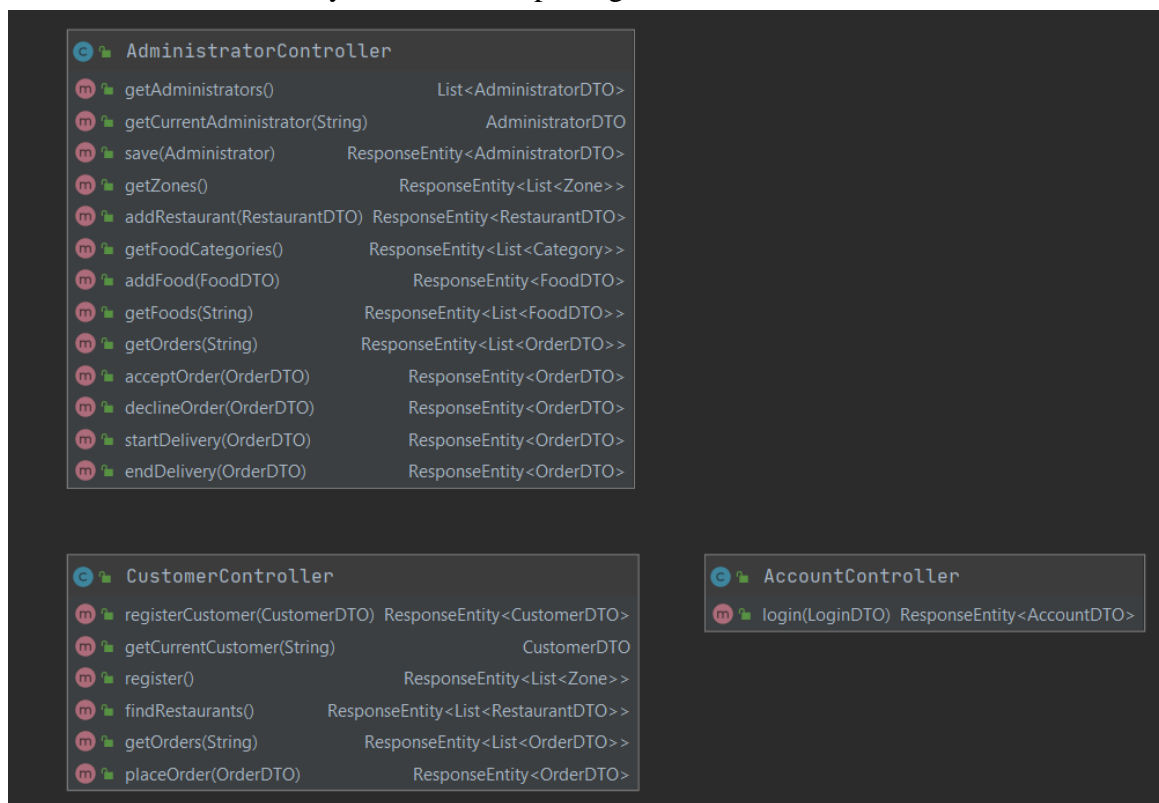 AdministratorController
getAdministrators() List<AdministratorDTO>
getCurrentAdministrator(String) AdministratorDTO
save(Administrator) ResponseEntity<AdministratorDTO>
getZones() ResponseEntity<List<Zone>>
addRestaurant(RestaurantDTO) ResponseEntity<RestaurantDTO>
getFoodCategories() ResponseEntity<List<Category>>
addFood(FoodDTO) ResponseEntity<FoodDTO>
getFoods(String) ResponseEntity<List<FoodDTO>>
getOrders(String) ResponseEntity<List<OrderDTO>>
acceptOrder(OrderDTO) ResponseEntity<OrderDTO>
declineOrder(OrderDTO) ResponseEntity<OrderDTO>
startDelivery(OrderDTO) ResponseEntity<OrderDTO>
endDelivery(OrderDTO) ResponseEntity<OrderDTO>
CustomerController
registerCustomer(CustomerDTO) ResponseEntity<CustomerDTO>
getCurrentCustomer(String) CustomerDTO
register() ResponseEntity<List<Zone>>
findRestaurants() ResponseEntity<List<RestaurantDTO>>
getOrders(String) ResponseEntity<List<OrderDTO>>
placeOrder(OrderDTO) ResponseEntity<OrderDTO>
AccountController
login(LoginDTO) ResponseEntity<AccountDTO>